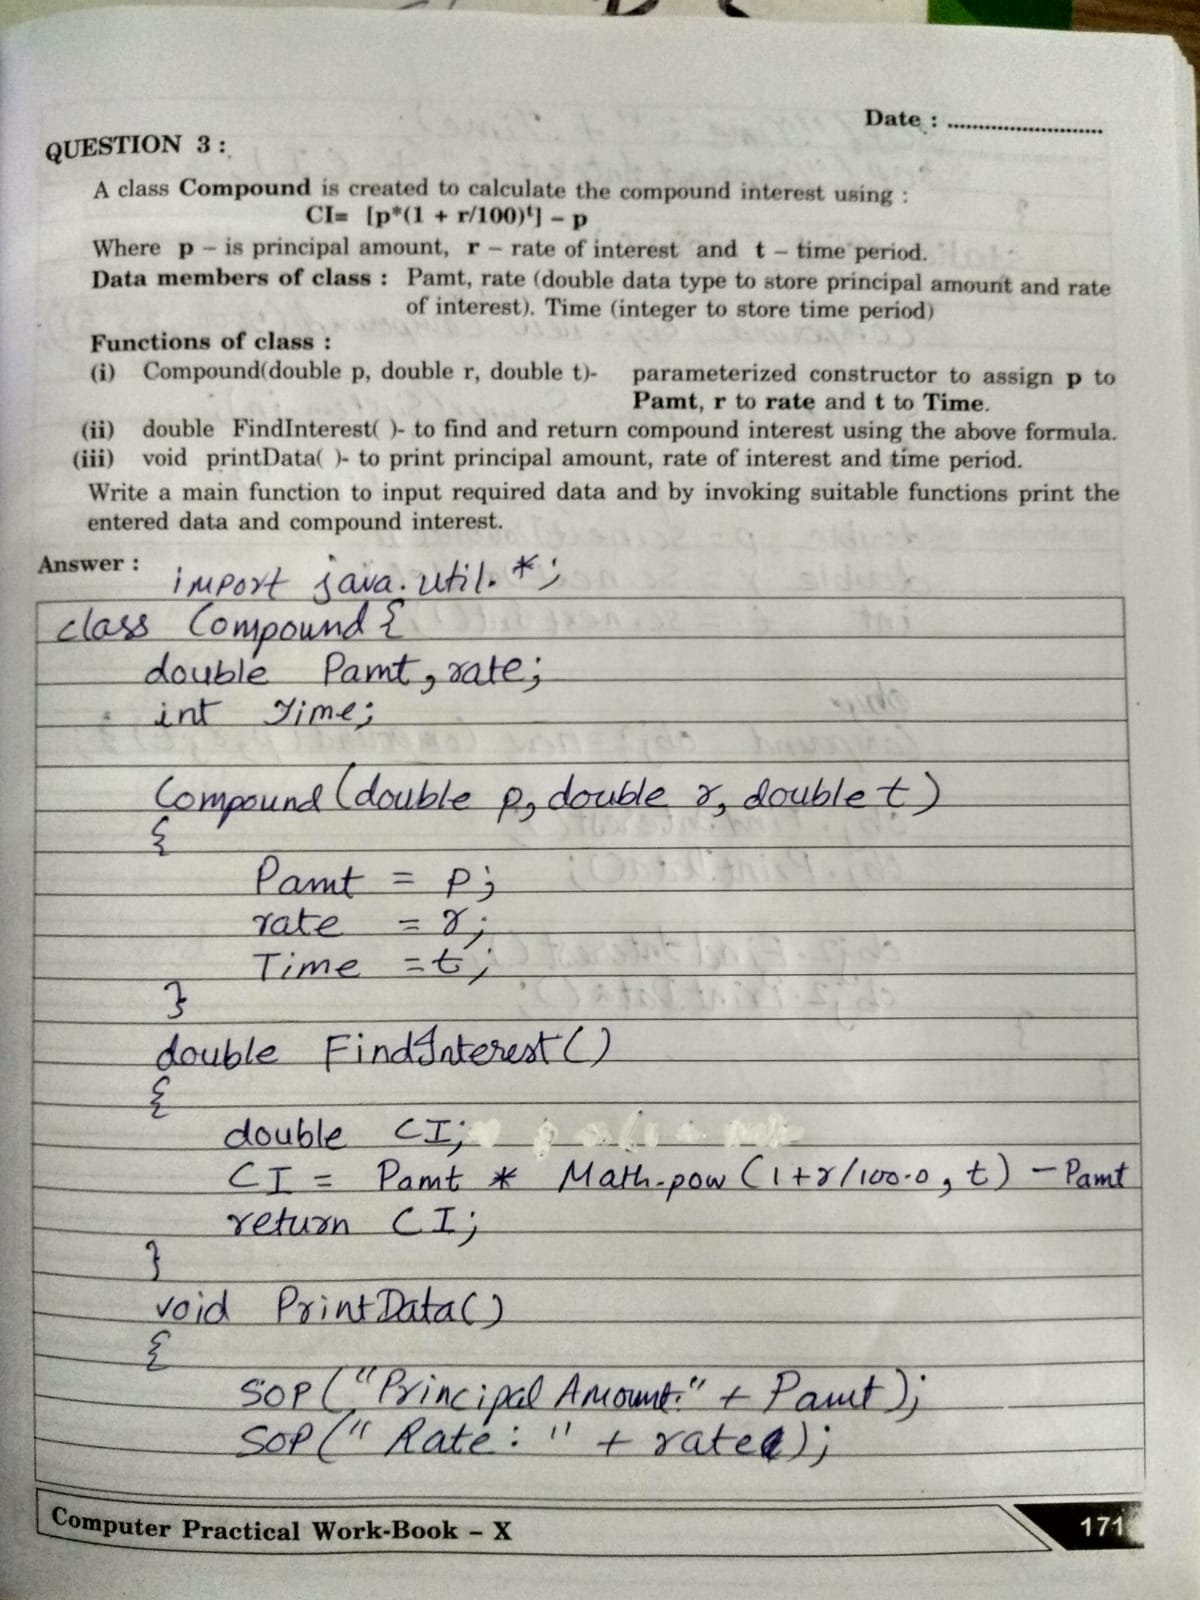 Date : ..............................
QUESTION 3 :
A class Compound is created to calculate the compound interest using :
CI= [p*(1 + r/100)ᵗ] – p
Where p – is principal amount, r – rate of interest and t – time period.
Data members of class : Pamt, rate (double data type to store principal amount and rate
of interest). Time (integer to store time period)
Functions of class :
(i) Compound(double p, double r, double t)- parameterized constructor to assign p to
Pamt, r to rate and t to Time.
(ii) double FindInterest( )- to find and return compound interest using the above formula.
(iii) void printData( )- to print principal amount, rate of interest and time period.
Write a main function to input required data and by invoking suitable functions print the
entered data and compound interest.
Answer : import java.util.*;
class Compound {
double Pamt, rate;
int Time;
Compound (double p, double r, double t)
{
Pamt = p;
rate = r;
Time = t;
}
double FindInterest()
{
double CI;
CI = Pamt * Math.pow (1+r/100.0, t) – Pamt
return CI;
}
void PrintData()
{
SOP ("Principal Amount:" + Pamt);
SOP (" Rate: " + rate);
Computer Practical Work-Book – X
171